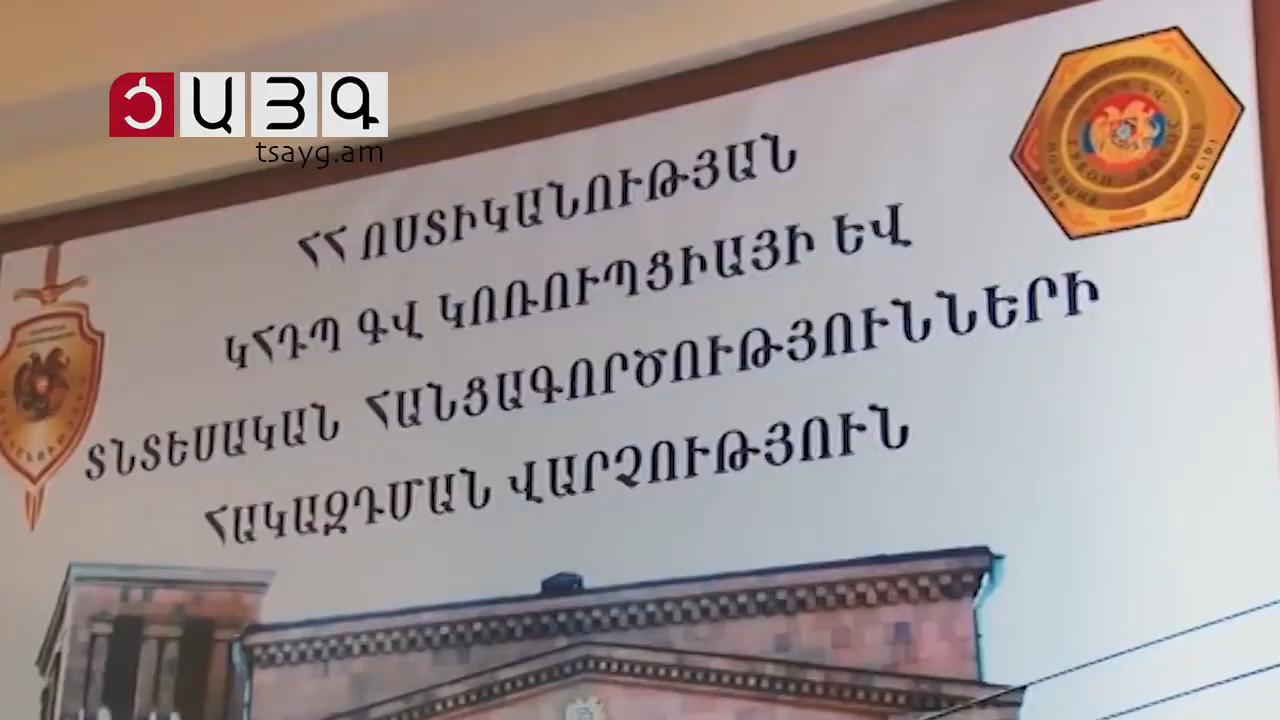 ԾԱՅԳ
tsayg.am
ՀՀ ՈՍՏԻԿԱՆՈՒԹՅԱՆ
ԿՀԴՊ ԳՎ ԿՈՌՈՒՊՑԻԱՅԻ ԵՎ
ՏՆՏԵՍԱԿԱՆ ՀԱՆՑԱԳՈՐԾՈՒԹՅՈՒՆՆԵՐԻ
ՀԱԿԱԶԴՄԱՆ ՎԱՐՉՈՒԹՅՈՒՆ